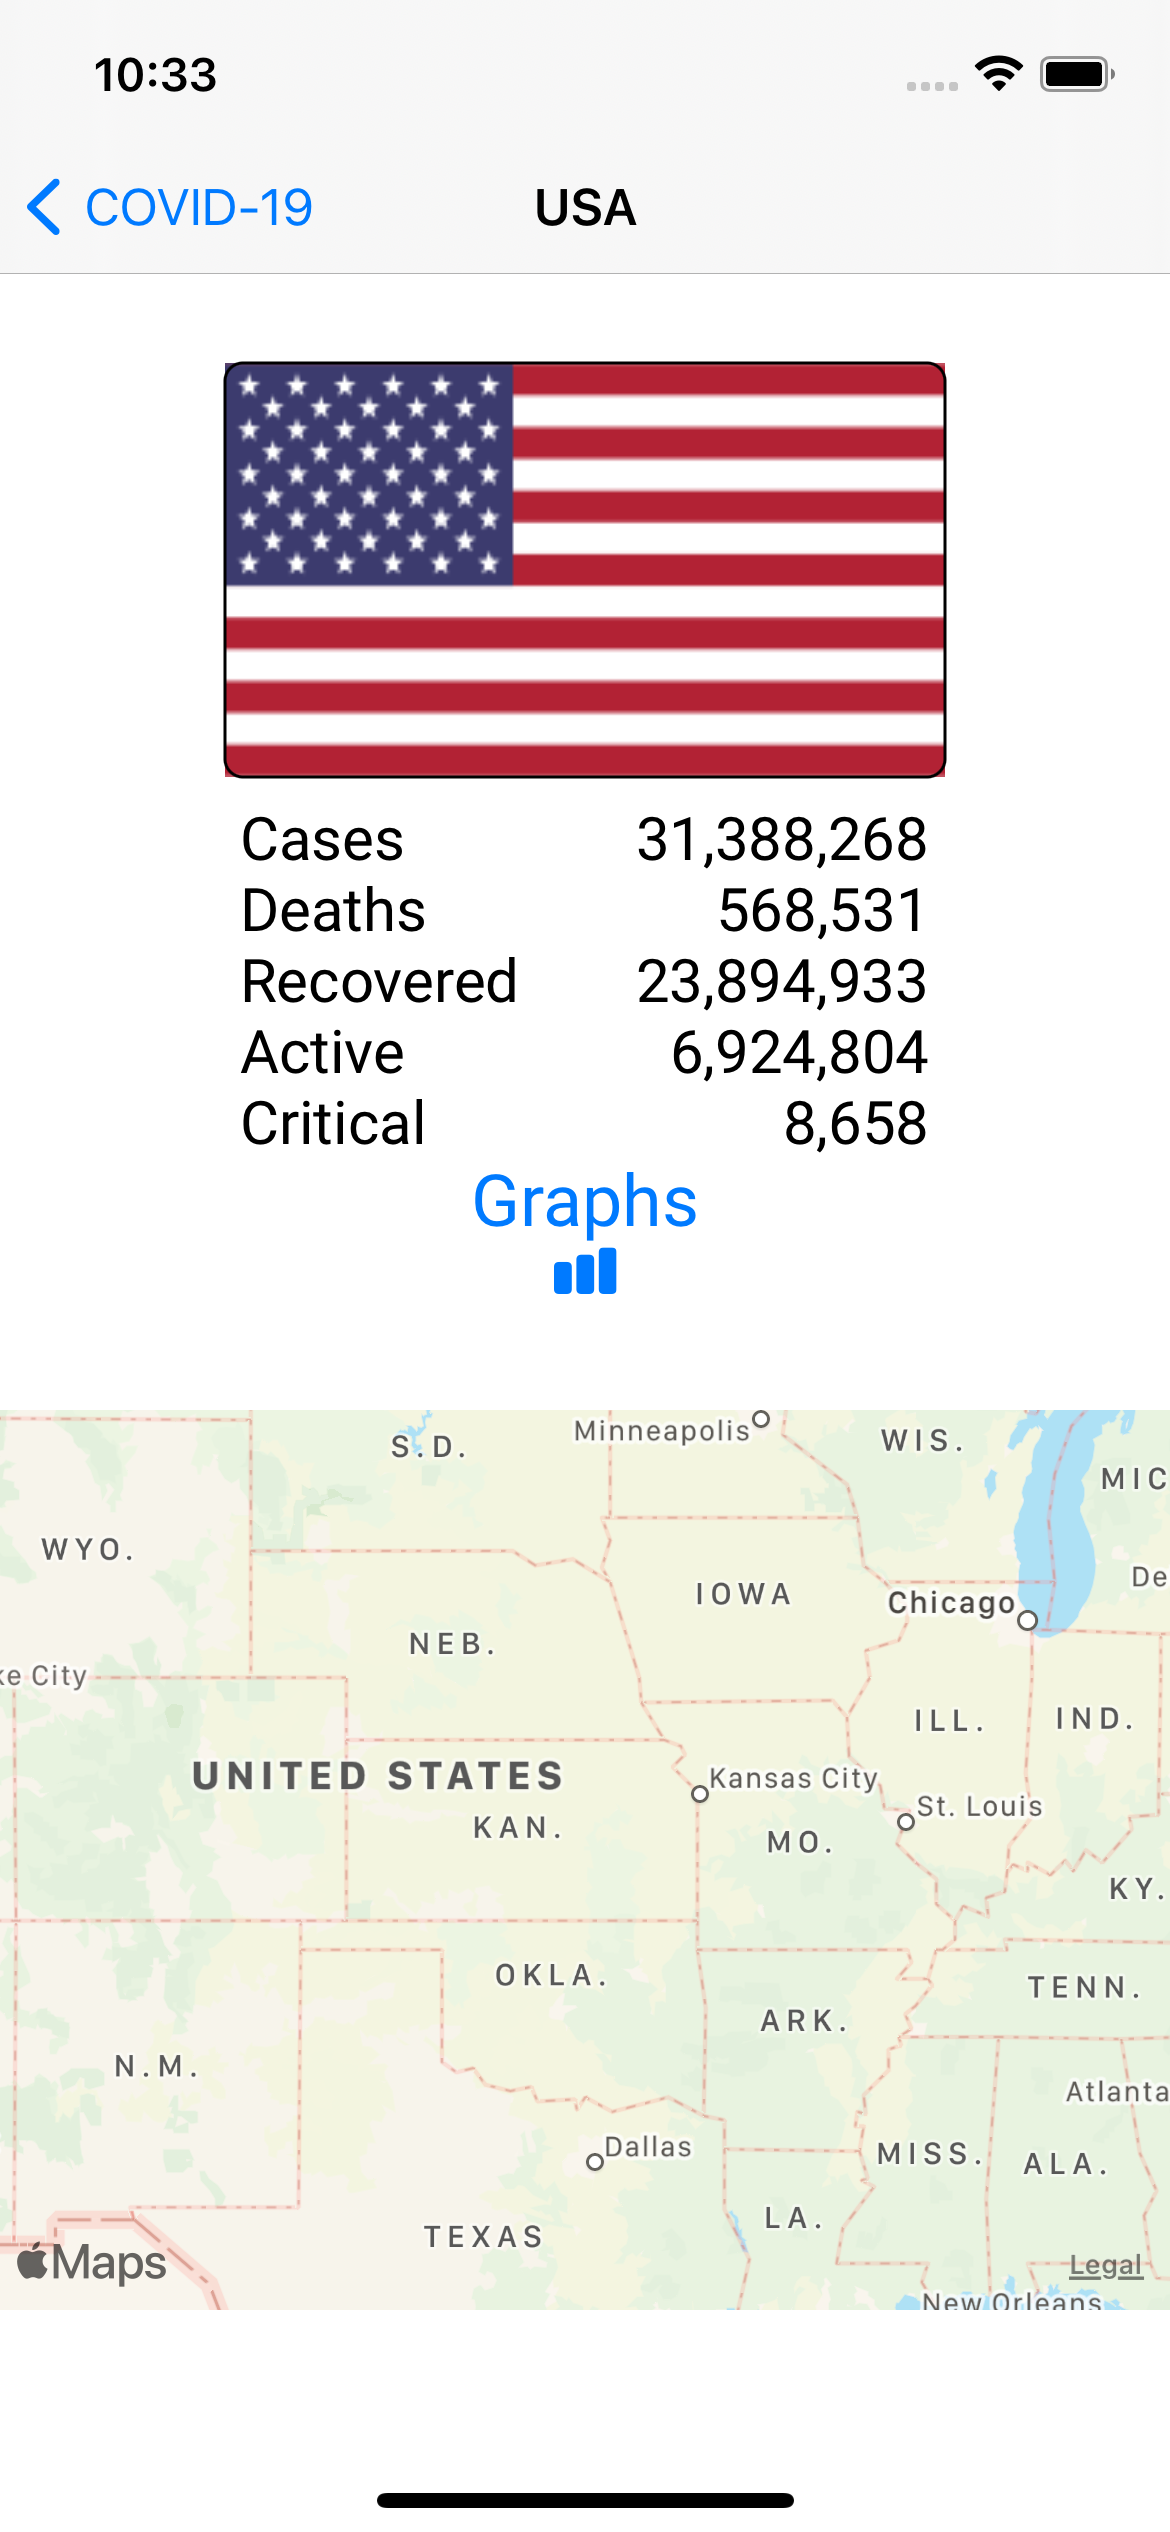 10:33
COVID-19 USA
Cases 31,388,268
Deaths 568,531
Recovered 23,894,933
Active 6,924,804
Critical 8,658
Graphs
Minneapolis
WIS.
S.D.
MIC
WYO.
De
IOWA
Chicago
NEB.
ke City
ILL.
IND.
UNITED STATES
Kansas City
St. Louis
KAN.
MO.
KY.
OKLA.
TENN.
ARK.
N.M.
Atlanta
Dallas
MISS.
ALA.
LA.
TEXAS
Maps
Legal
New Orleans